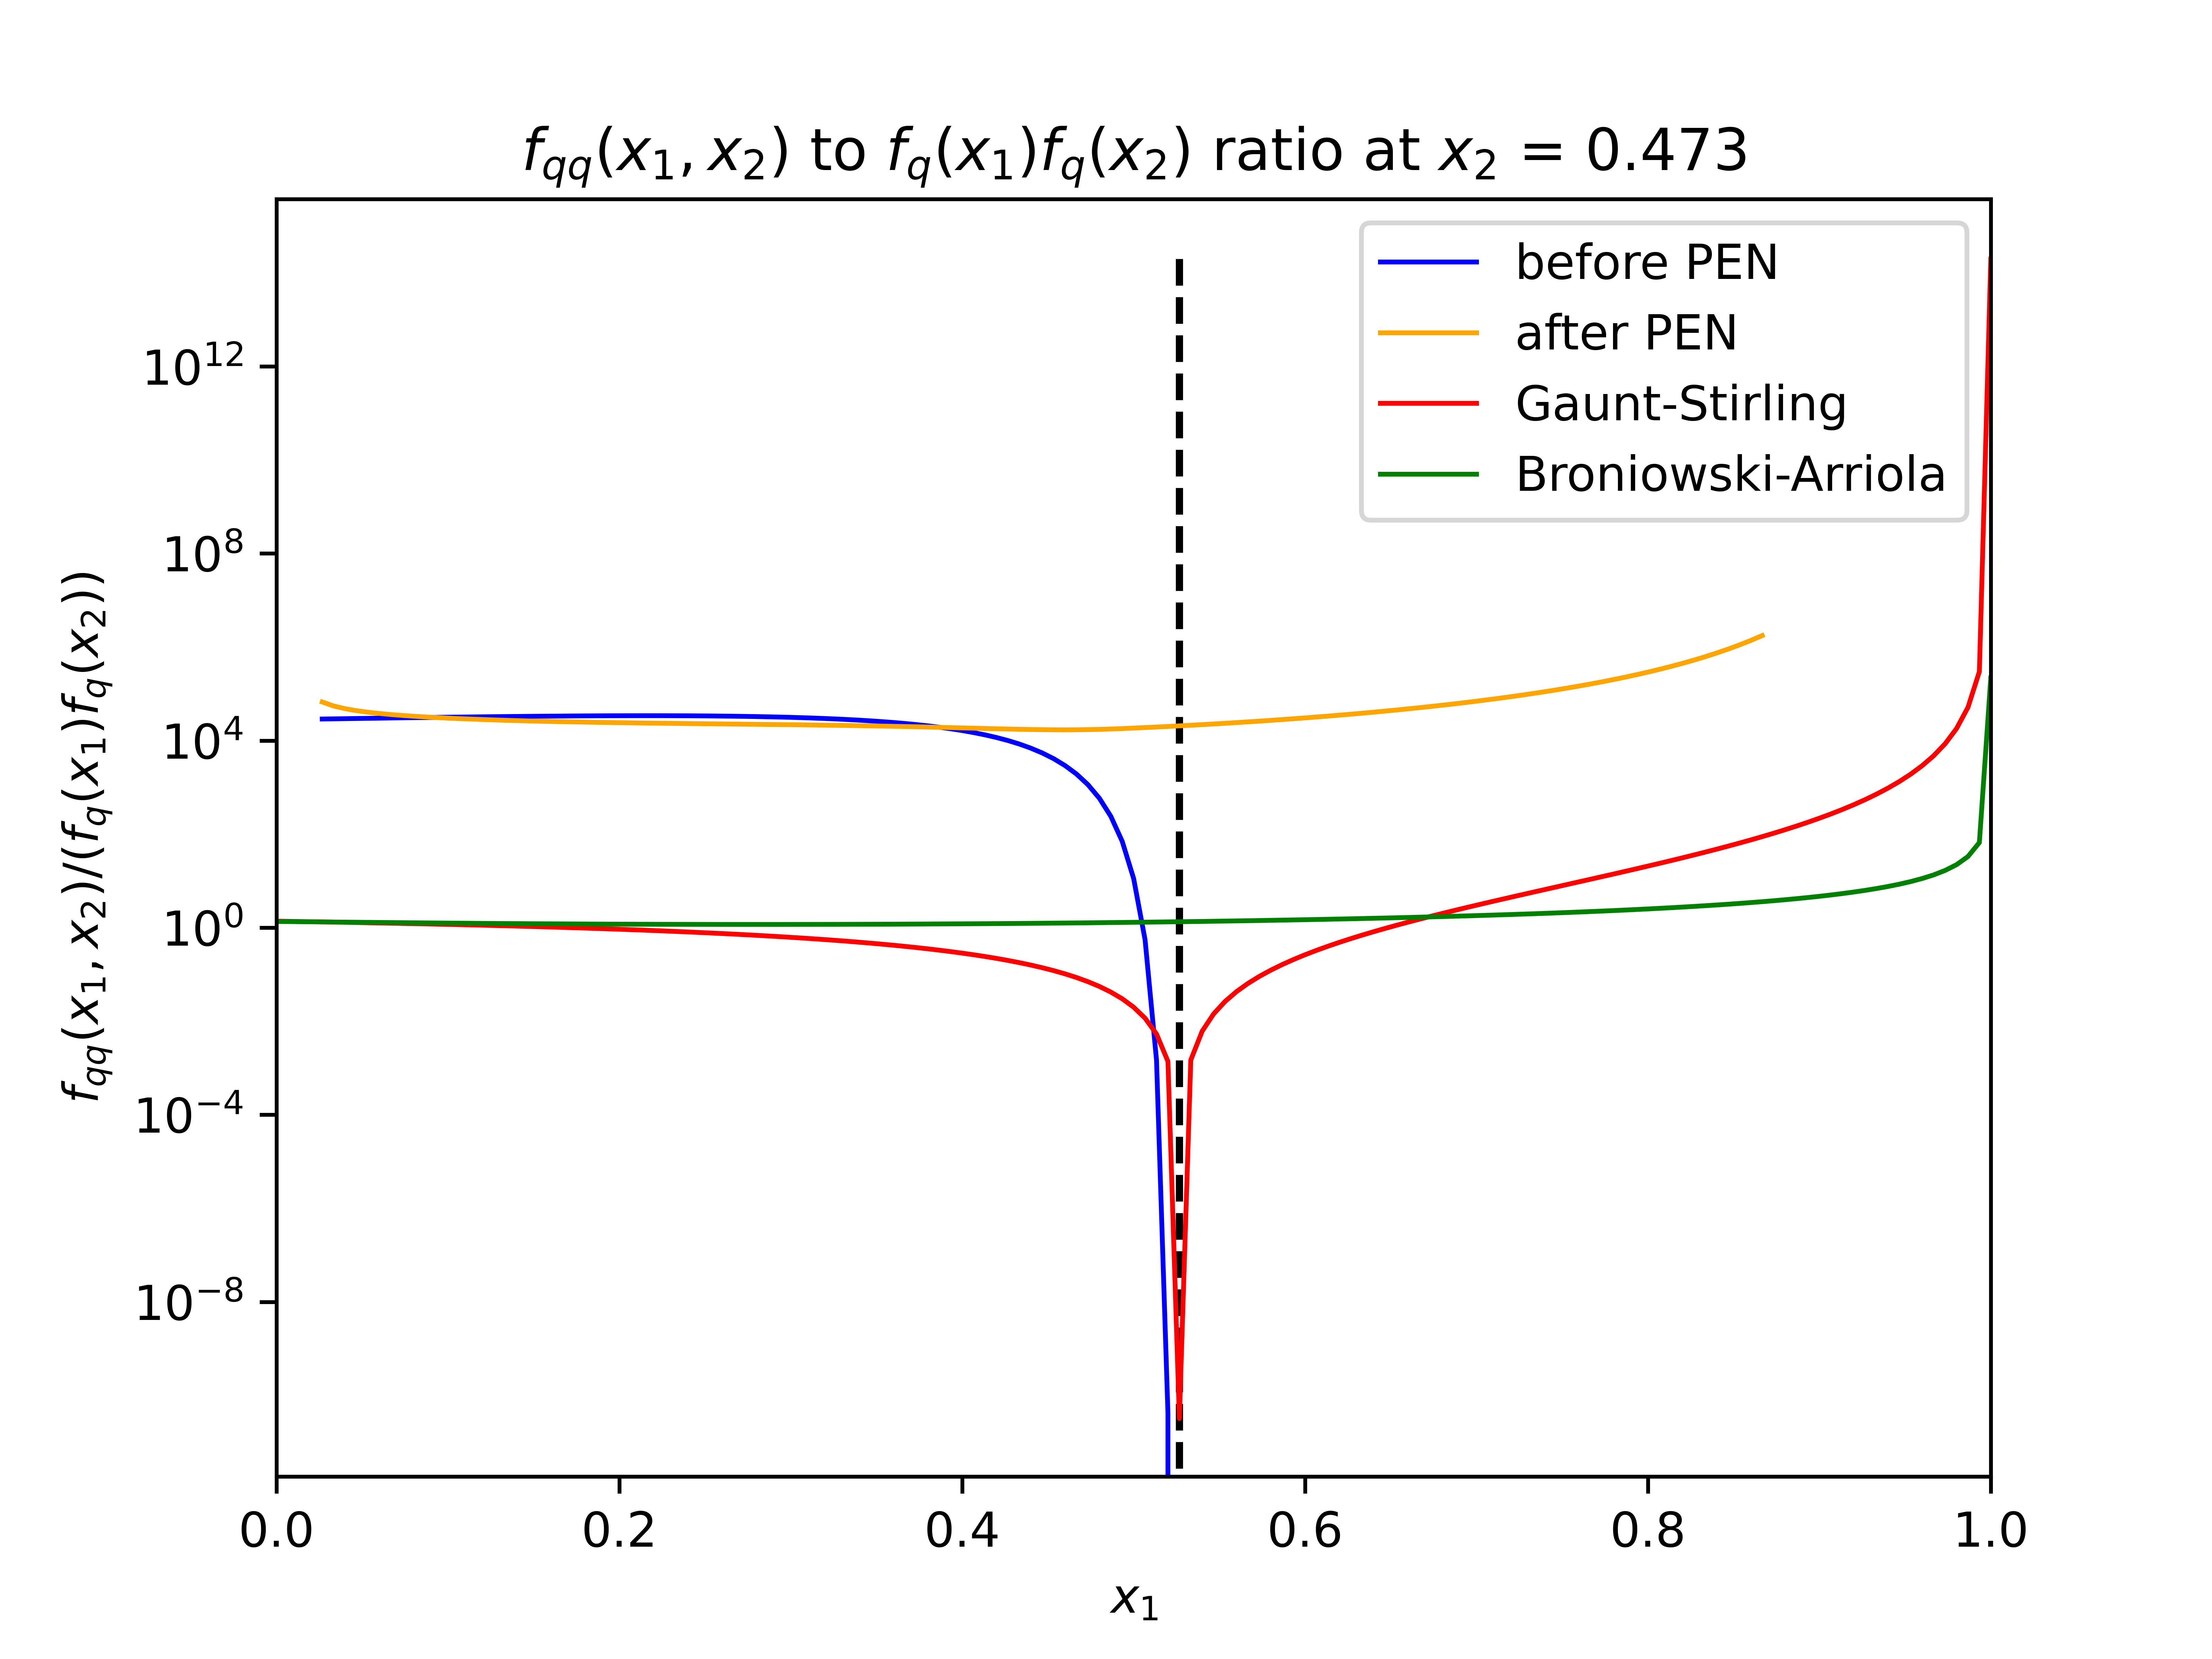 f_qq(x_1, x_2) to f_q(x_1)f_q(x_2) ratio at x_2 = 0.473
before PEN
after PEN
Gaunt-Stirling
Broniowski-Arriola
10^12
10^8
10^4
10^0
10^−4
10^−8
f_qq(x_1, x_2)/(f_q(x_1)f_q(x_2))
0.0 0.2 0.4 0.6 0.8 1.0
x_1